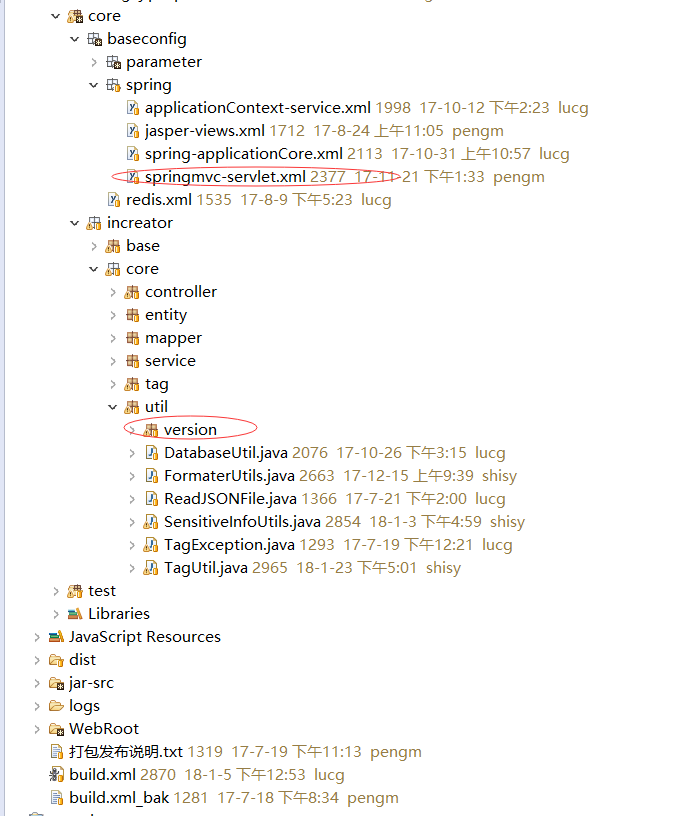 core
baseconfig
parameter
spring
applicationContext-service.xml 1998 17-10-12 下午2:23 lucg
jasper-views.xml 1712 17-8-24 上午11:05 pengm
spring-applicationCore.xml 2113 17-10-31 上午10:57 lucg
springmvc-servlet.xml 2377 17-11-21 下午1:33 pengm
redis.xml 1535 17-8-9 下午5:23 lucg
increator
base
core
controller
entity
mapper
service
tag
util
version
DatabaseUtil.java 2076 17-10-26 下午3:15 lucg
FormaterUtils.java 2663 17-12-15 上午9:39 shisy
ReadJSONFile.java 1366 17-7-21 下午2:00 lucg
SensitiveInfoUtils.java 2854 18-1-3 下午4:59 shisy
TagException.java 1293 17-7-19 下午12:21 lucg
TagUtil.java 2965 18-1-23 下午5:01 shisy
test
Libraries
JavaScript Resources
dist
jar-src
logs
WebRoot
打包发布说明.txt 1319 17-7-19 下午11:13 pengm
build.xml 2870 18-1-5 下午12:53 lucg
build.xml_bak 1281 17-7-18 下午8:34 pengm